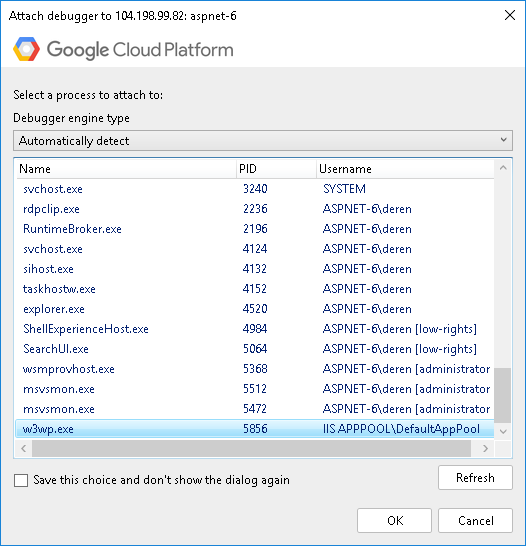 Attach debugger to 104.198.99.82: aspnet-6
Google Cloud Platform
Select a process to attach to:
Debugger engine type
Automatically detect
Name PID Username
svchost.exe 3240 SYSTEM
rdpclip.exe 2236 ASPNET-6\deren
RuntimeBroker.exe 2196 ASPNET-6\deren
svchost.exe 4124 ASPNET-6\deren
sihost.exe 4132 ASPNET-6\deren
taskhostw.exe 4152 ASPNET-6\deren
explorer.exe 4520 ASPNET-6\deren
ShellExperienceHost.exe 4984 ASPNET-6\deren [low-rights]
SearchUI.exe 5064 ASPNET-6\deren [low-rights]
wsmprovhost.exe 5368 ASPNET-6\deren [administrator
msvsmon.exe 5512 ASPNET-6\deren [administrator
msvsmon.exe 5472 ASPNET-6\deren [administrator
w3wp.exe 5856 IIS APPPOOL\DefaultAppPool
Save this choice and don't show the dialog again
Refresh
OK Cancel